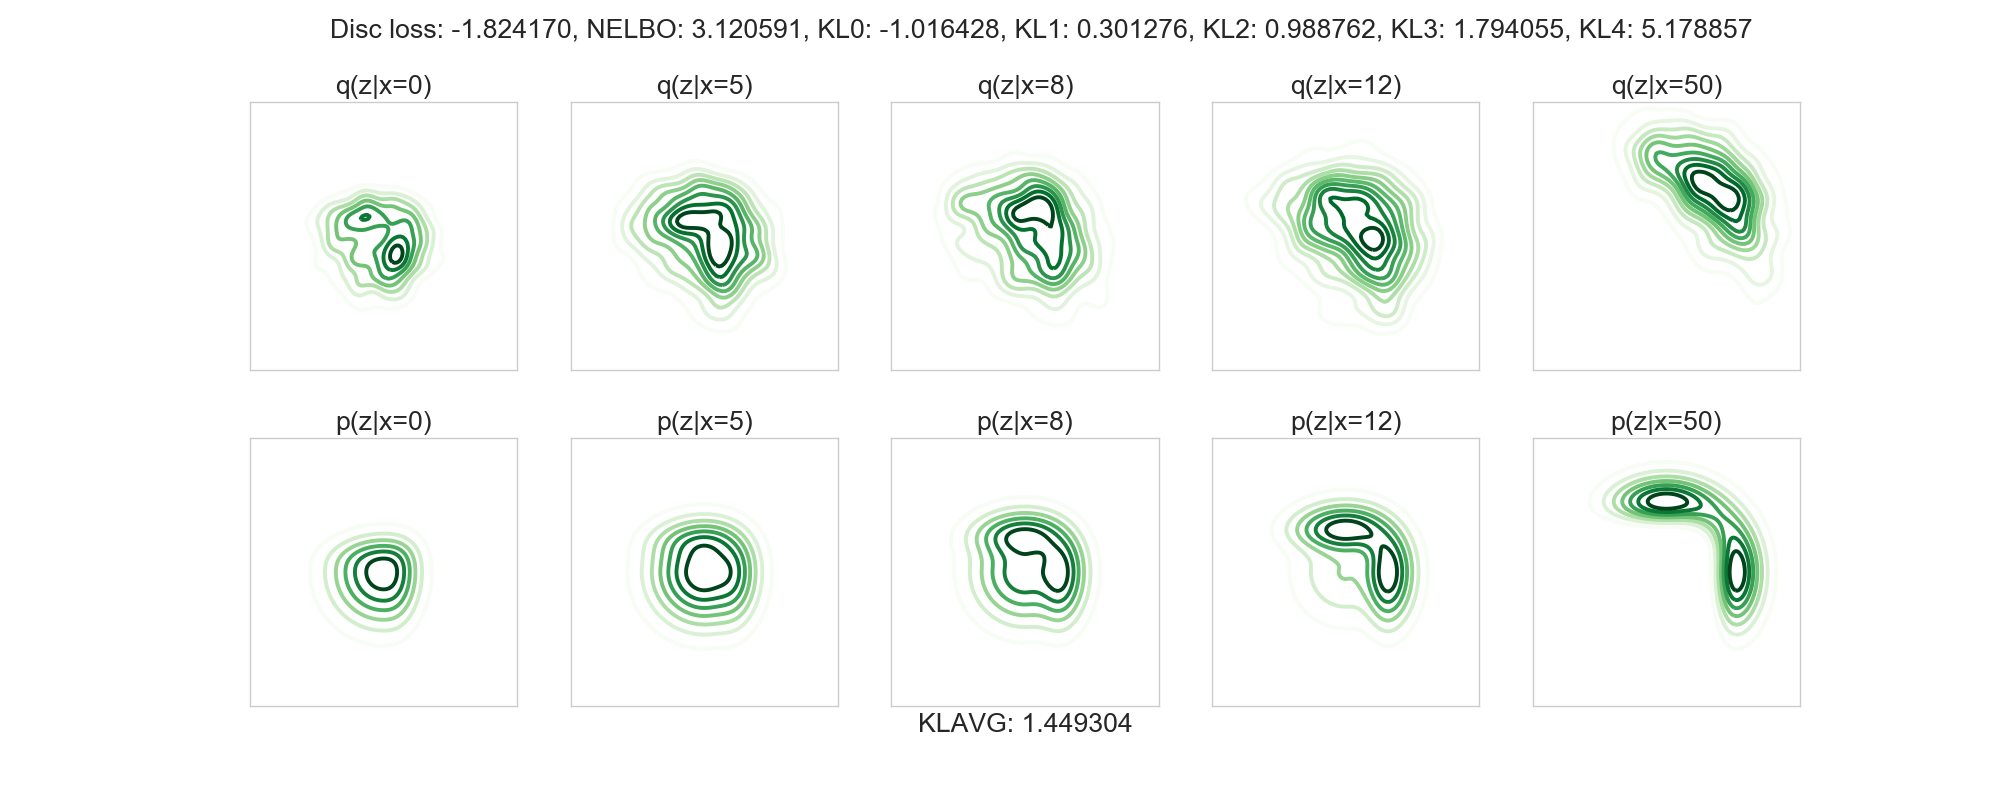 Disc loss: -1.824170, NELBO: 3.120591, KL0: -1.016428, KL1: 0.301276, KL2: 0.988762, KL3: 1.794055, KL4: 5.178857
q(z|x=0) q(z|x=5) q(z|x=8) q(z|x=12) q(z|x=50)
p(z|x=0) p(z|x=5) p(z|x=8) p(z|x=12) p(z|x=50)
KLAVG: 1.449304